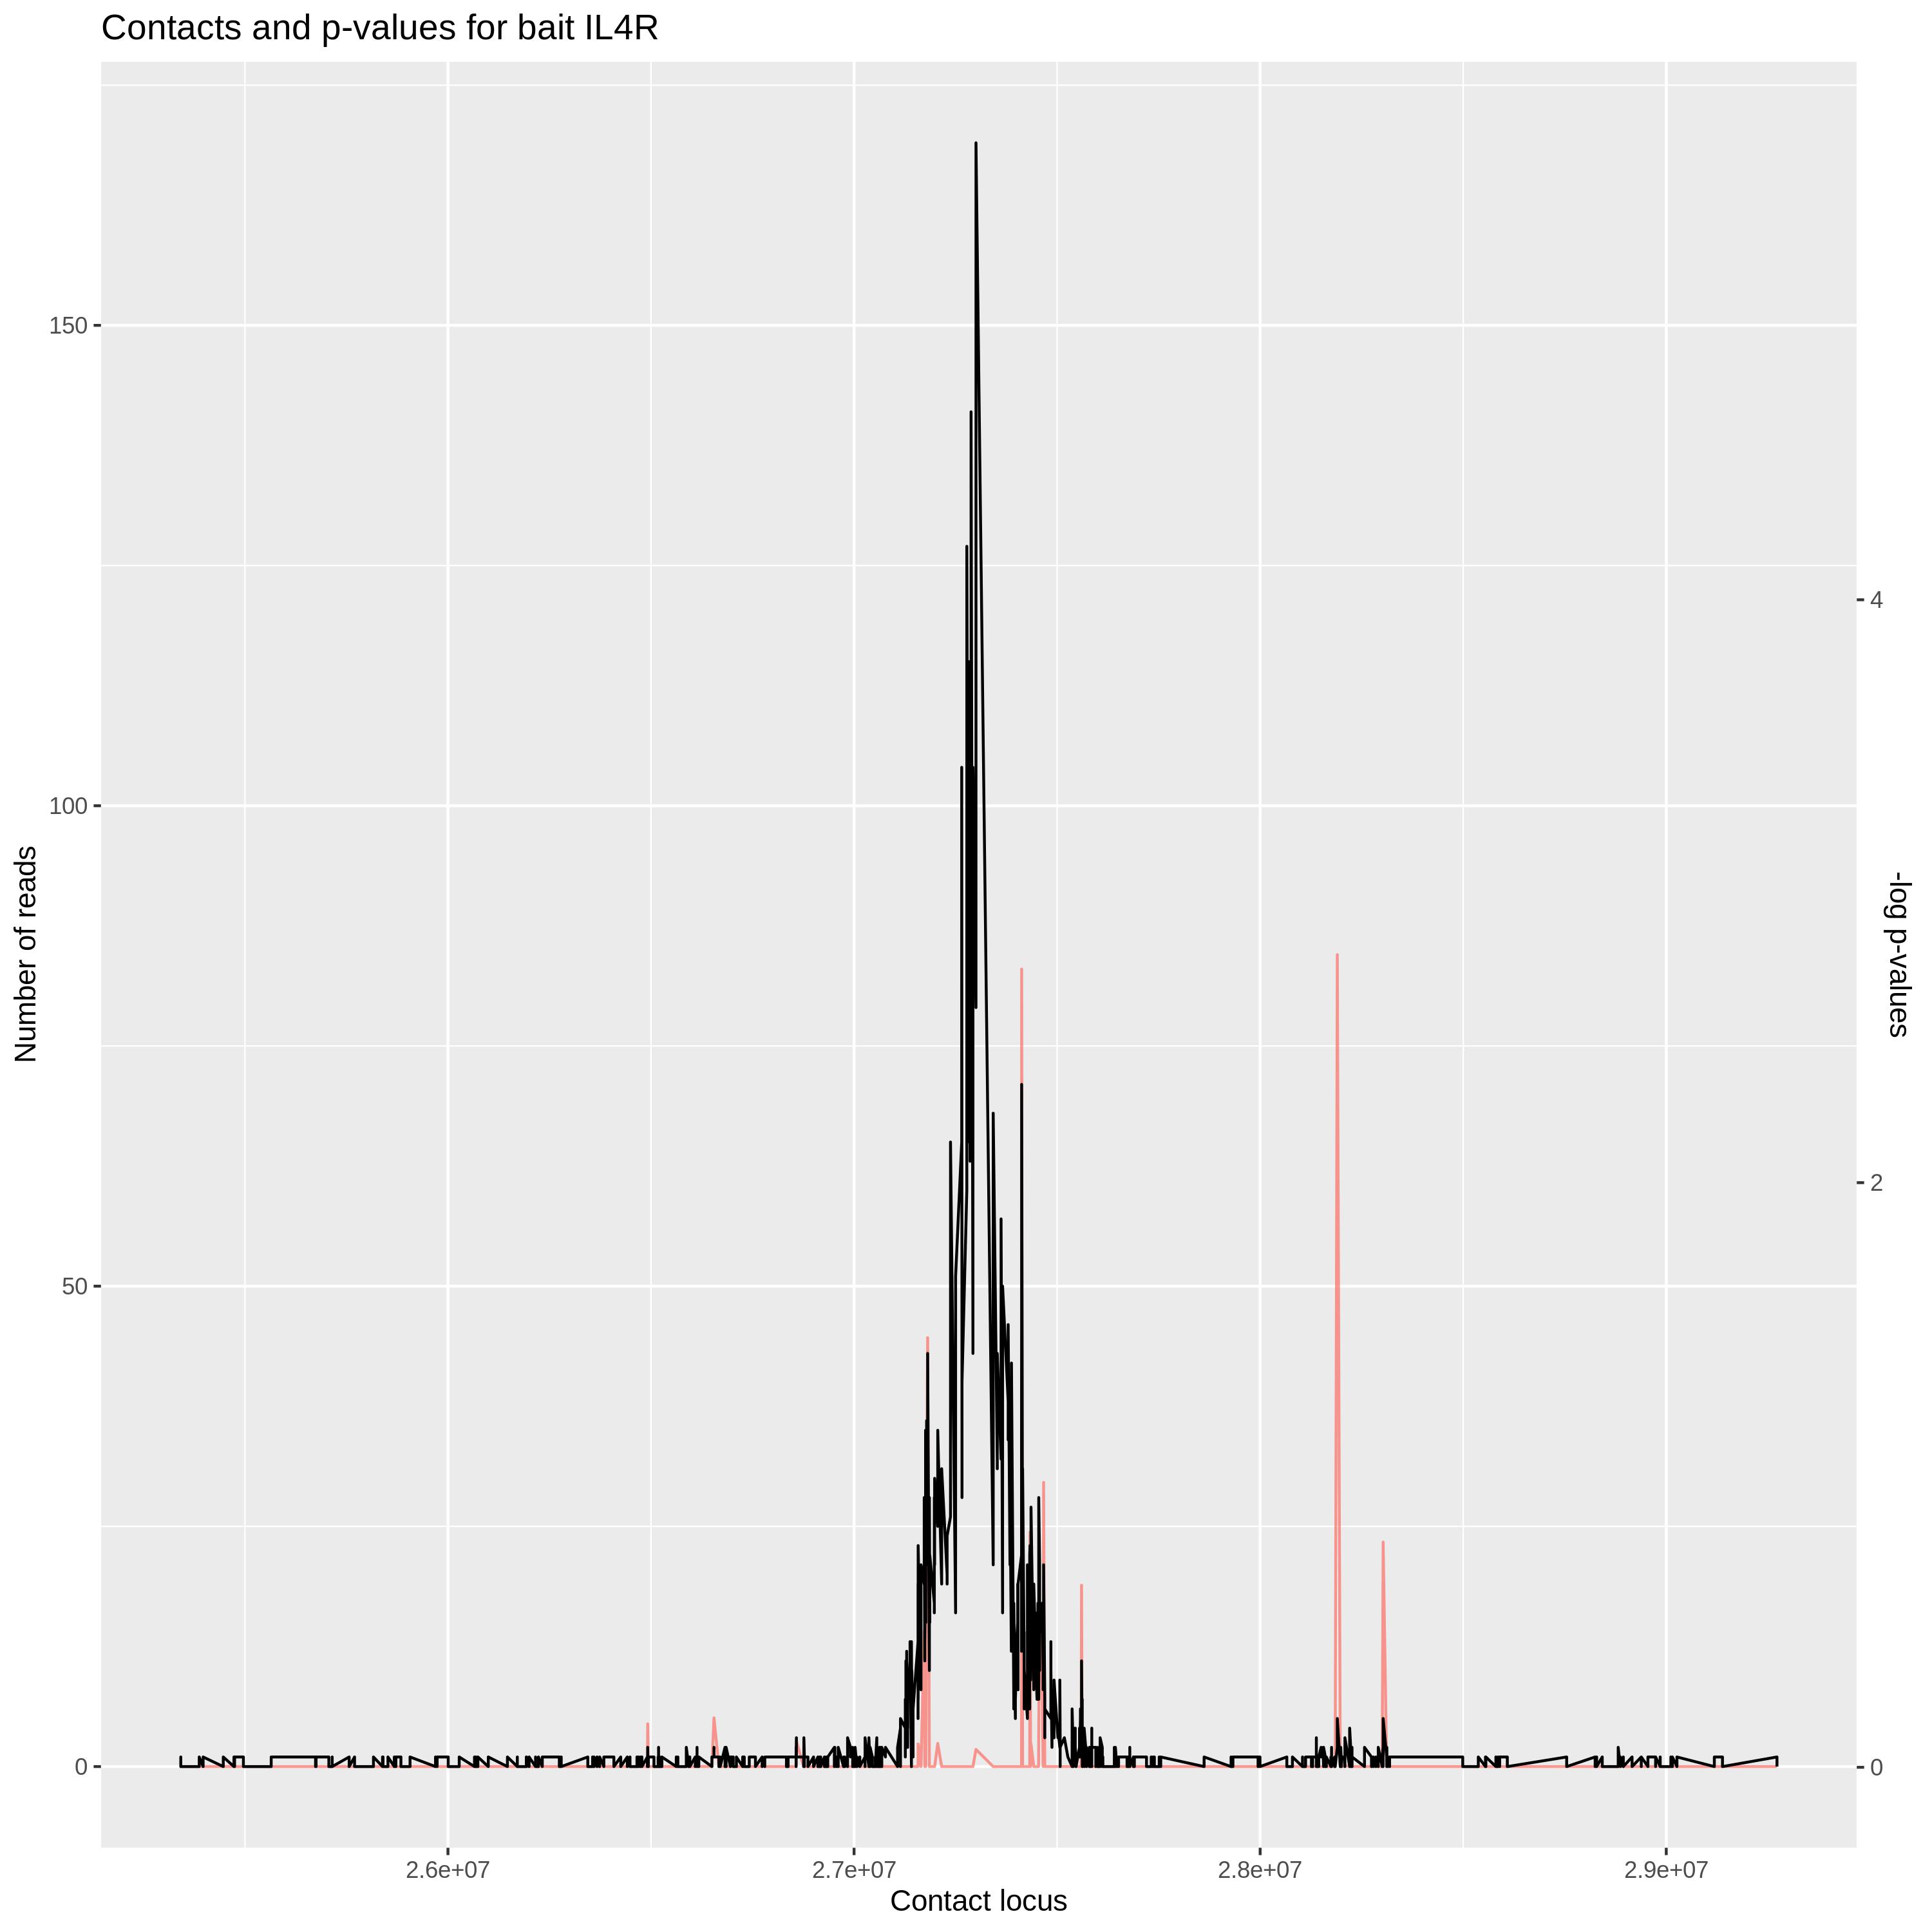 Contacts and p-values for bait IL4R
150
100
50
0
Number of reads
4
2
0
-log p-values
2.6e+07
2.7e+07
2.8e+07
2.9e+07
Contact locus